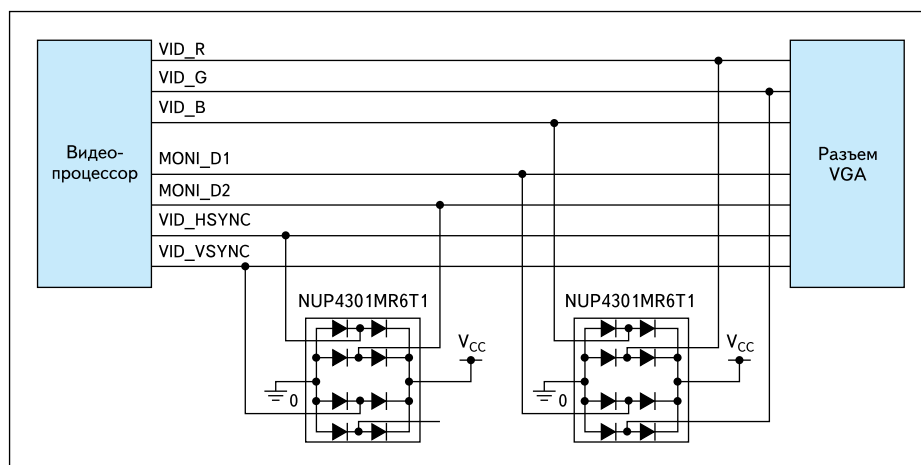 VID_R
VID_G
VID_B
MONI_D1
MONI_D2
VID_HSYNC
VID_VSYNC
Видео-
процессор
Разъем
VGA
NUP4301MR6T1
NUP4301MR6T1
VCC
VCC
0
0